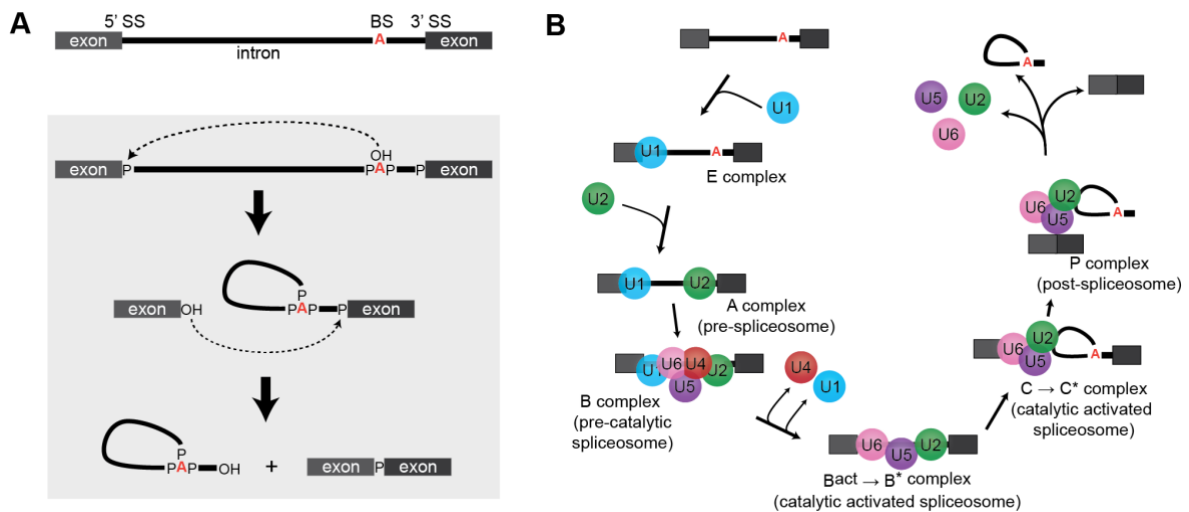 A
5' SS BS 3' SS
exon A exon
intron
OH
exon P PAP P exon
P
exon OH PAP P exon
P
PAP OH + exon P exon
B
A
U1
U1 A
E complex
U2
U1 U2
A complex
(pre-spliceosome)
U1 U6 U4 U2
U5
B complex
(pre-catalytic
spliceosome)
U4
U1
U6 U5 U2
Bact → B* complex
(catalytic activated spliceosome)
U2
U6 U5 A
C → C* complex
(catalytic activated
spliceosome)
U2
U6 U5 A
P complex
(post-spliceosome)
A
U5 U2
U6